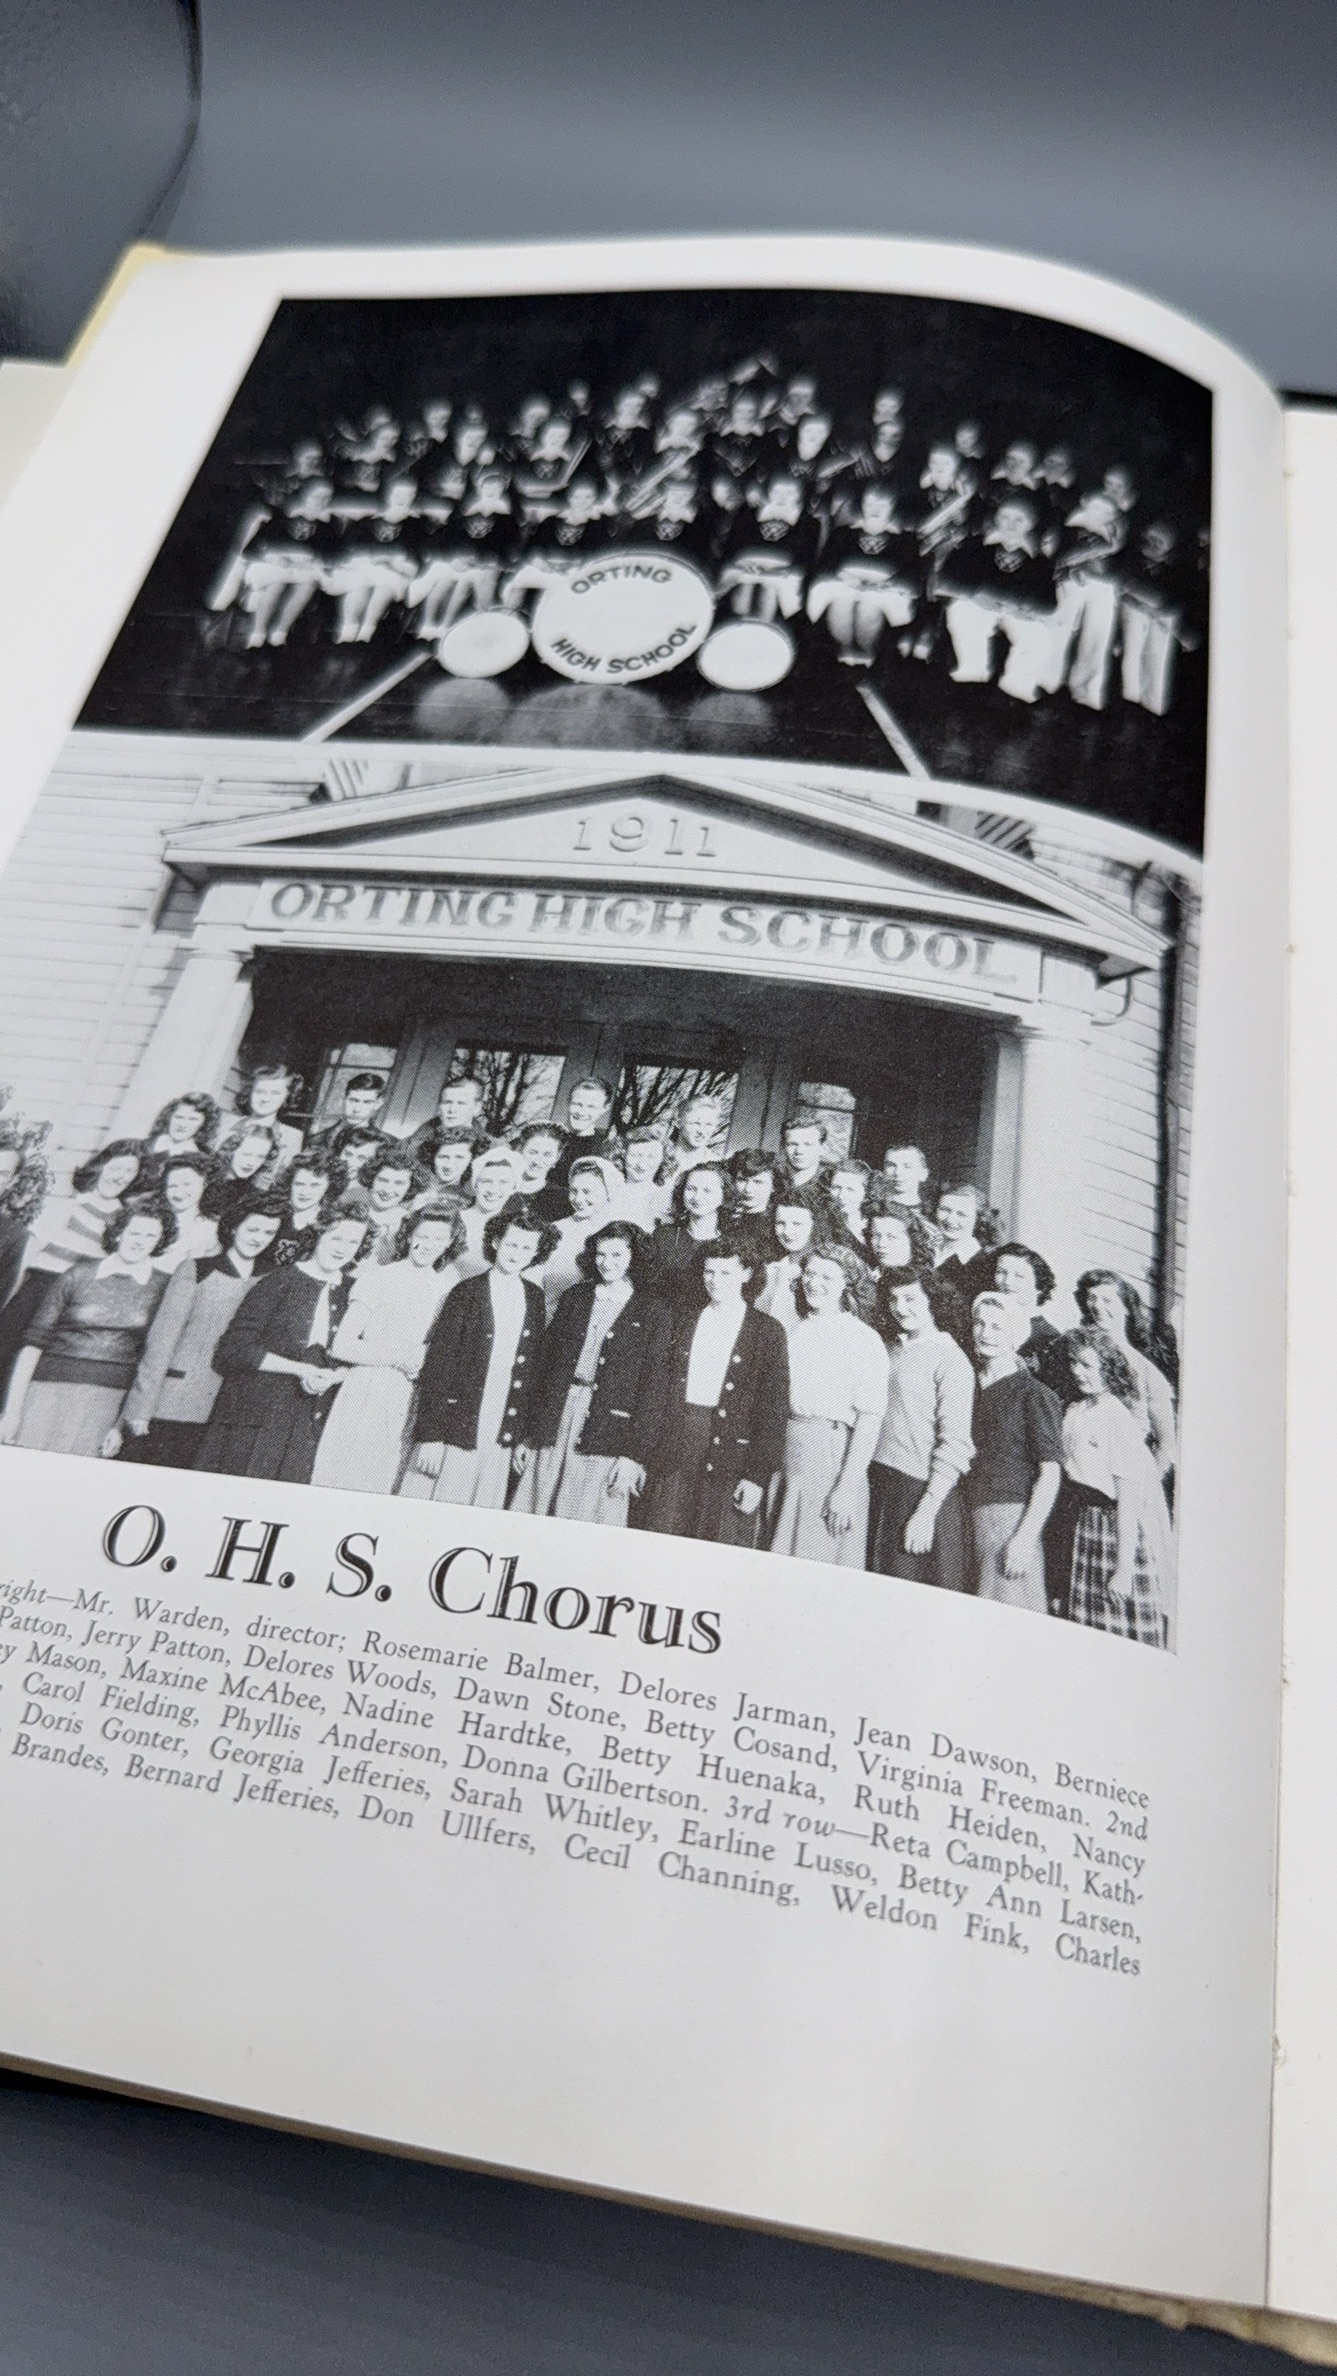 ORTING
HIGH SCHOOL
1911
ORTING HIGH SCHOOL
O. H. S. Chorus
right—Mr. Warden, director; Rosemarie Balmer, Delores Jarman, Jean Dawson, Berniece
Patton, Jerry Patton, Delores Woods, Dawn Stone, Betty Cosand, Virginia Freeman. 2nd
Mason, Maxine McAbee, Nadine Hardtke, Betty Huenaka, Ruth Heiden, Nancy
Carol Fielding, Phyllis Anderson, Donna Gilbertson. 3rd row—Reta Campbell, Kath-
Doris Gonter, Georgia Jefferies, Sarah Whitley, Earline Lusso, Betty Ann Larsen,
Brandes, Bernard Jefferies, Don Ullfers, Cecil Channing, Weldon Fink, Charles